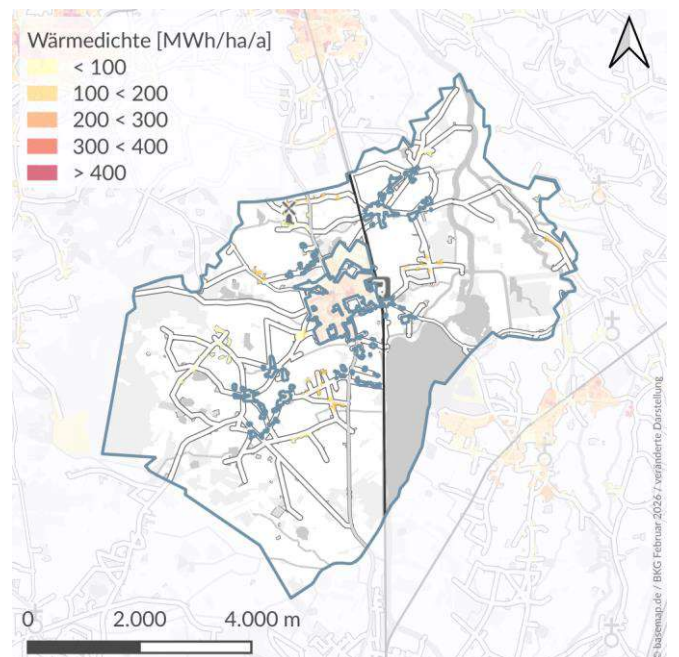 Wärmedichte [MWh/ha/a]
< 100
100 < 200
200 < 300
300 < 400
> 400
0 2.000 4.000 m
© basemap.de / BKG Februar 2026 / veränderte Darstellung